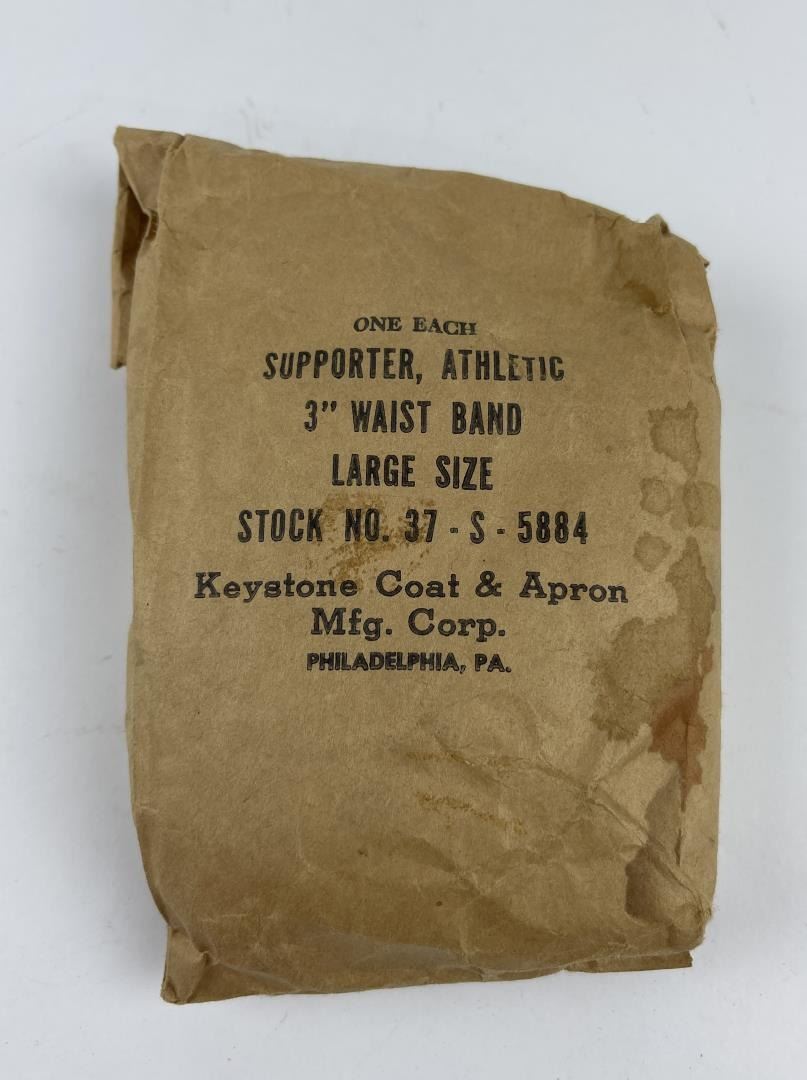 ONE EACH
SUPPORTER, ATHLETIC
3" WAIST BAND
LARGE SIZE
STOCK NO. 37 - S - 5884
Keystone Coat & Apron
Mfg. Corp.
PHILADELPHIA, PA.